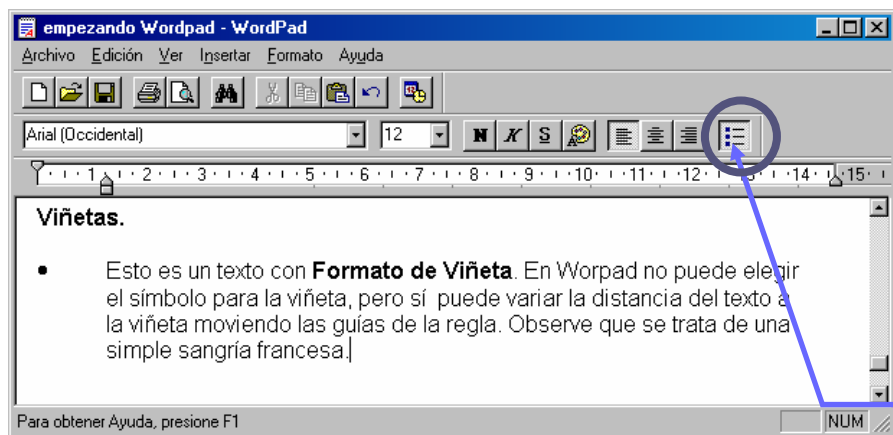 empezando Wordpad - WordPad
Archivo Edición Ver Insertar Formato Ayuda
Arial (Occidental) 12 N K S
1 2 3 4 5 6 7 8 9 10 11 12 13 14 15
Viñetas.
• Esto es un texto con Formato de Viñeta. En Worpad no puede elegir
el símbolo para la viñeta, pero sí puede variar la distancia del texto a
la viñeta moviendo las guías de la regla. Observe que se trata de una
simple sangría francesa.
Para obtener Ayuda, presione F1 NUM